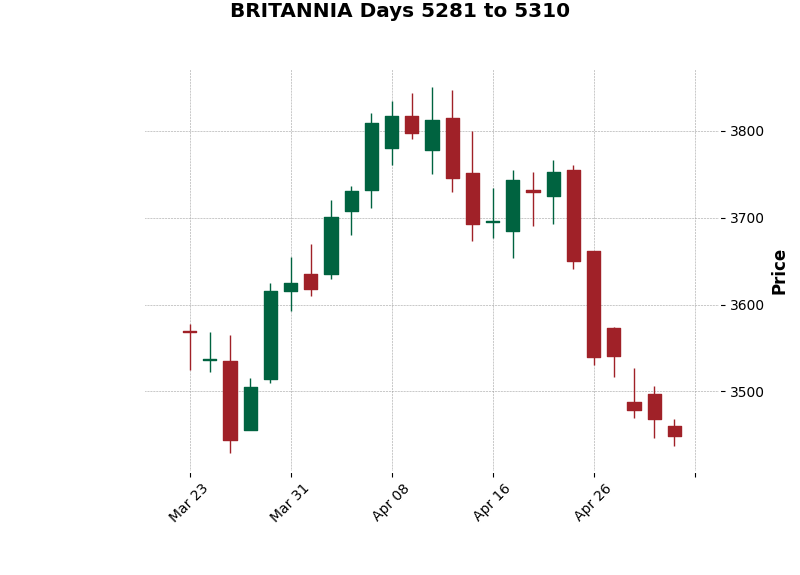 BRITANNIA Days 5281 to 5310
3800
3700
3600
3500
Price
Mar 23
Mar 31
Apr 08
Apr 16
Apr 26